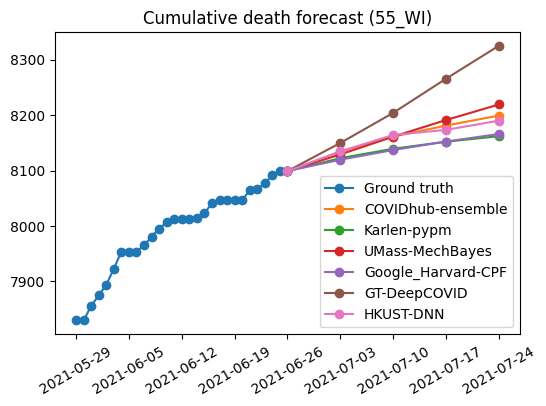 Cumulative death forecast (55_WI)
8300
8200
8100
8000
7900
Ground truth
COVIDhub-ensemble
Karlen-pypm
UMass-MechBayes
Google_Harvard-CPF
GT-DeepCOVID
HKUST-DNN
2021-05-29
2021-06-05
2021-06-12
2021-06-19
2021-06-26
2021-07-03
2021-07-10
2021-07-17
2021-07-24